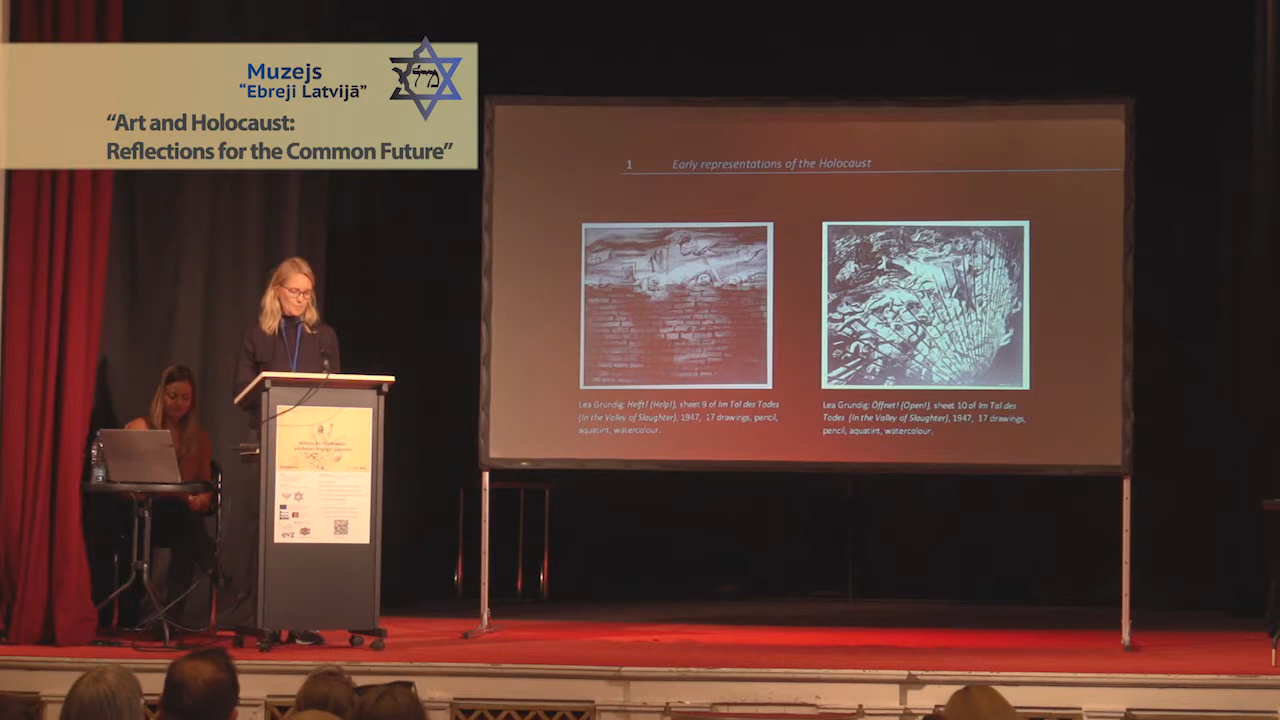 Muzejs
“Ebreji Latvijā”
“Art and Holocaust:
Reflections for the Common Future”
1 Early representations of the Holocaust
Lea Grundig: Helft! (Help!), sheet 9 of Im Tal des Todes
(In the Valley of Slaughter), 1947, 17 drawings, pencil,
aquatint, watercolour.
Lea Grundig: Öffnet! (Open!), sheet 10 of Im Tal des
Todes (In the Valley of Slaughter), 1947, 17 drawings,
pencil, aquatint, watercolour.